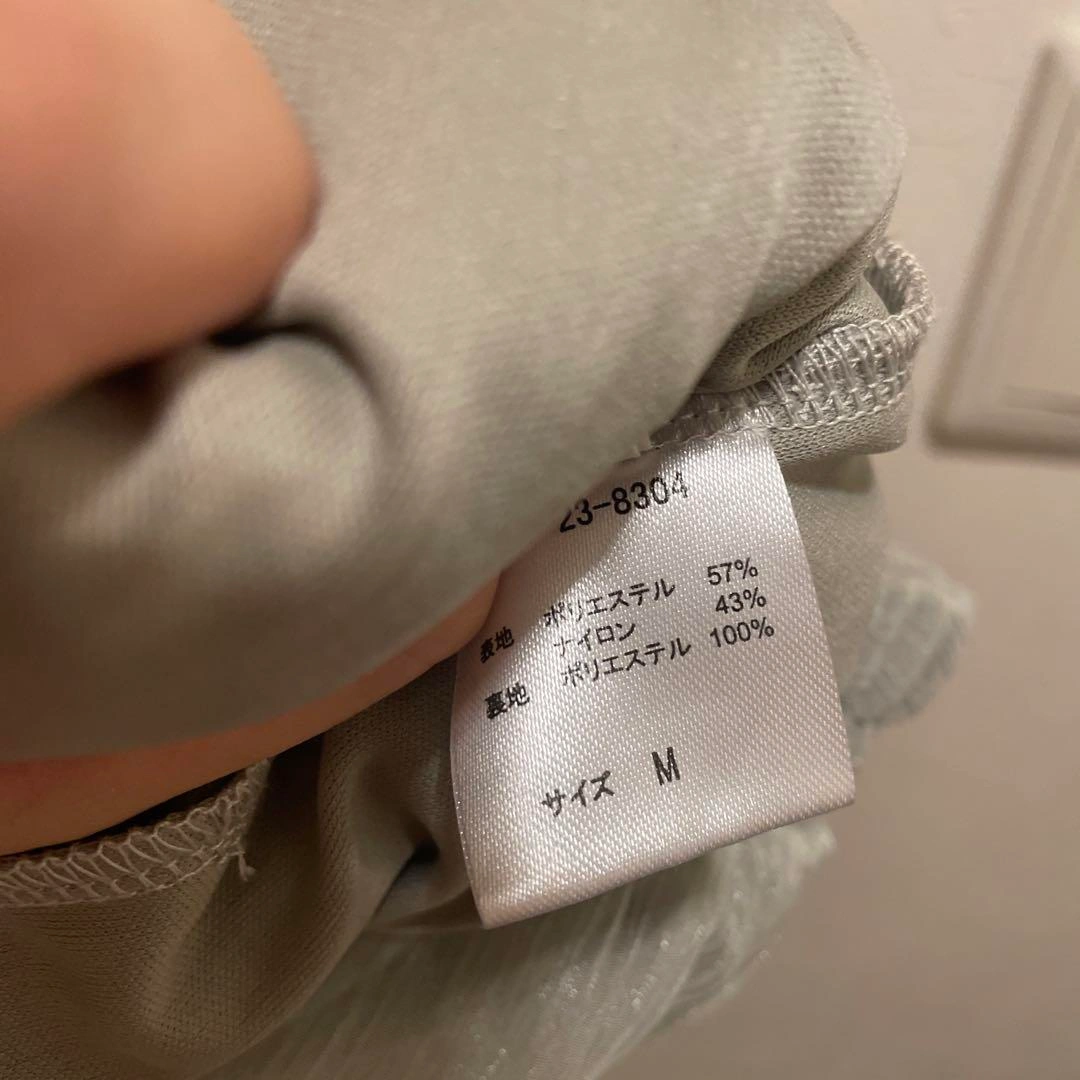 23-8304
表地 ポリエステル 57%
ナイロン 43%
裏地 ポリエステル 100%
サイズ M